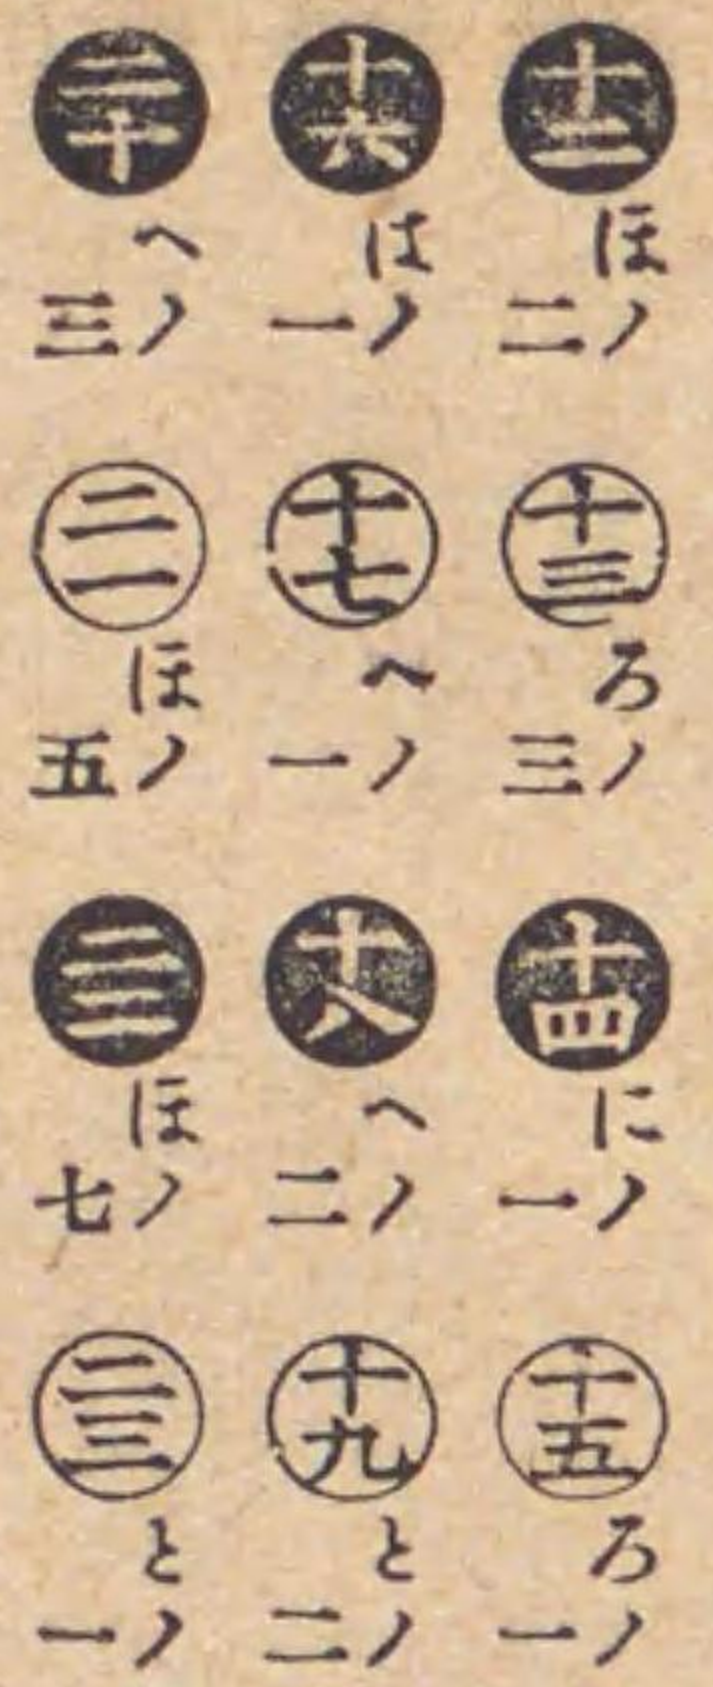 十二 ほノ二
十三 ろノ三
十四 にノ一
十五 ろノ一
十六 はノ一
十七 へノ一
十八 へノ二
十九 とノ二
二十 へノ三
二一 ほノ五
二二 ほノ七
二三 とノ一